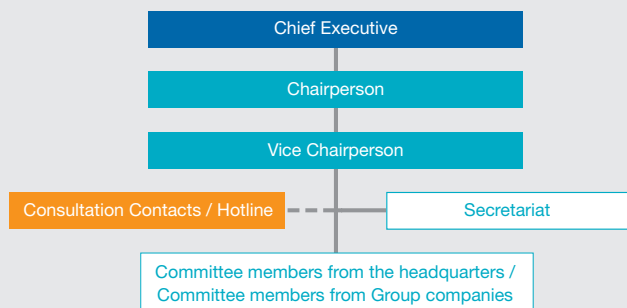 Chief Executive
Chairperson
Vice Chairperson
Consultation Contacts / Hotline
Secretariat
Committee members from the headquarters /
Committee members from Group companies